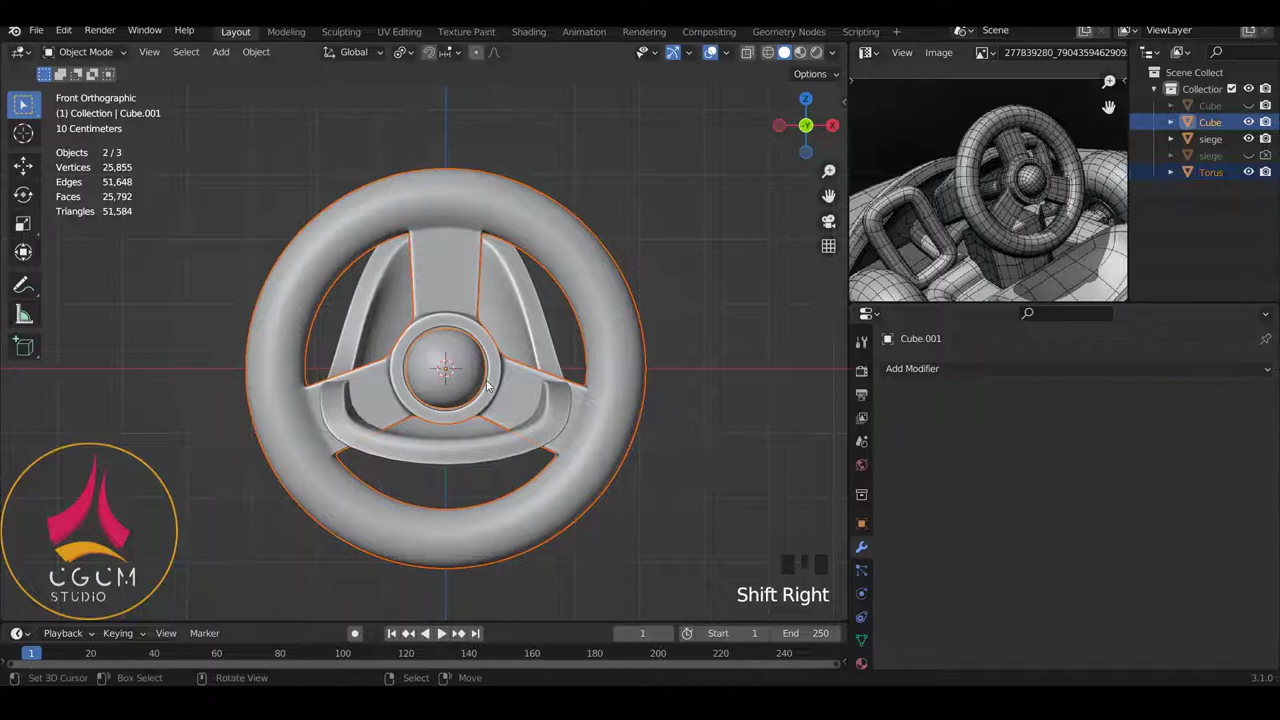 File Edit Render Window Help Layout Modeling Sculpting UV Editing Texture Paint Shading Animation Rendering Compositing Geometry Nodes Scripting + Scene ViewLayer
Object Mode View Select Add Object Global View Image 277839280_7904359462909
Options
Front Orthographic
(1) Collection | Cube.001
10 Centimeters
Objects 2 / 3
Vertices 25,855
Edges 51,648
Faces 25,792
Triangles 51,584
Z
-Y
X
Scene Collect
Collection
Cube
Cube.
siege
siege
Torus
Cube.001
Add Modifier
CGCM
STUDIO
Shift Right
Playback Keying View Marker 1 Start 1 End 250
1 20 40 60 80 100 120 140 160 180 200 220 240
Set 3D Cursor Box Select Rotate View Select Move 3.1.0